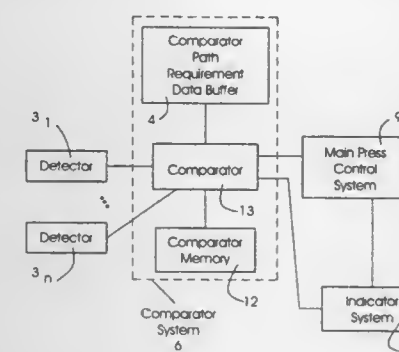 Comparator
Path
Requirement
Data Buffer
4
3 1
Detector
Comparator
13
Main Press
Control
System
Detector
3 n
Comparator
Memory
12
Comparator
System
6
Indicator
System